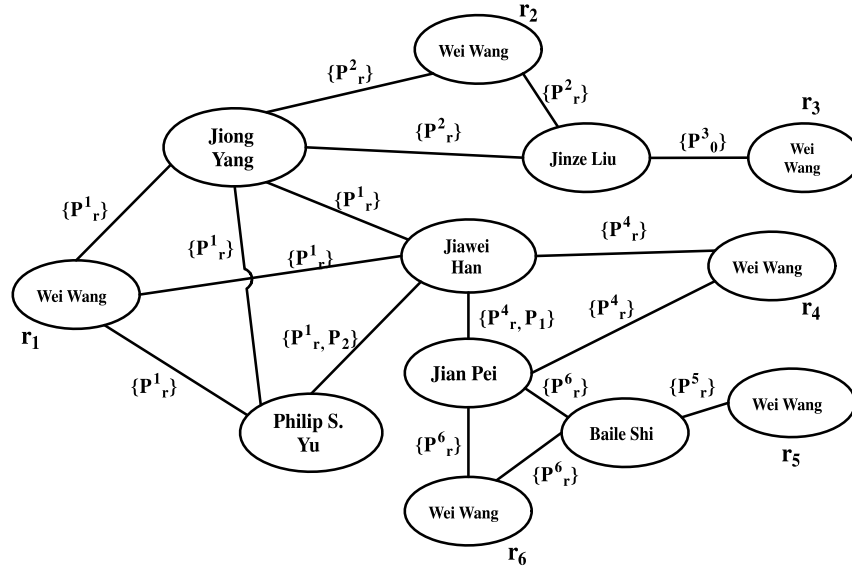 r2
Wei Wang
{P²r}
{P²r}
r3
{P²r}
Jiong
Yang
Jinze Liu
{P³0}
Wei
Wang
{P¹r}
{P¹r}
{P¹r}
{P⁴r}
Jiawei
Han
{P¹r}
Wei Wang
Wei Wang
{P⁴r}
r1
{P¹r, P2}
{P⁴r, P1}
r4
{P¹r}
Jian Pei
{P⁶r}
{P⁵r}
Wei Wang
Philip S.
Yu
Baile Shi
{P⁶r}
r5
{P⁶r}
Wei Wang
r6